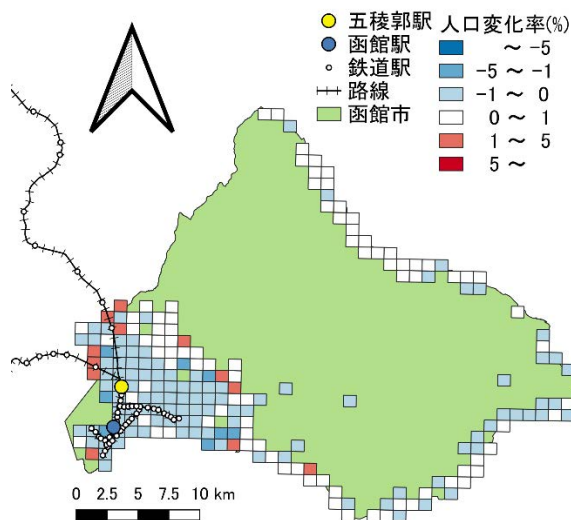 五稜郭駅
函館駅
鉄道駅
路線
函館市
人口変化率(%)
～ -5
-5 ～ -1
-1 ～ 0
0 ～ 1
1 ～ 5
5 ～
0 2.5 5 7.5 10 km